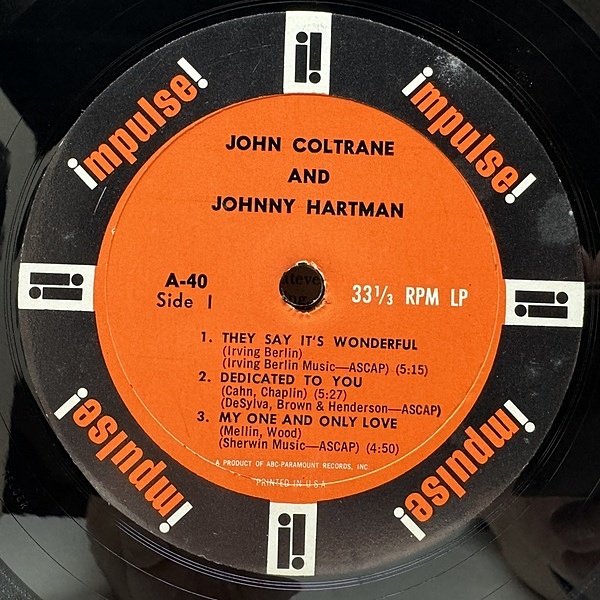 impulse!
impulse!
JOHN COLTRANE
AND
JOHNNY HARTMAN
A-40
Side 1
33 1/3 RPM LP
1. THEY SAY IT'S WONDERFUL
(Irving Berlin)
(Irving Berlin Music—ASCAP) (5:15)
2. DEDICATED TO YOU
(Cahn, Chaplin) (5:27)
(DeSylva, Brown & Henderson—ASCAP)
3. MY ONE AND ONLY LOVE
(Mellin, Wood)
(Sherwin Music—ASCAP) (4:50)
A PRODUCT OF ABC-PARAMOUNT RECORDS, INC.
PRINTED IN U S A
impulse!
impulse!